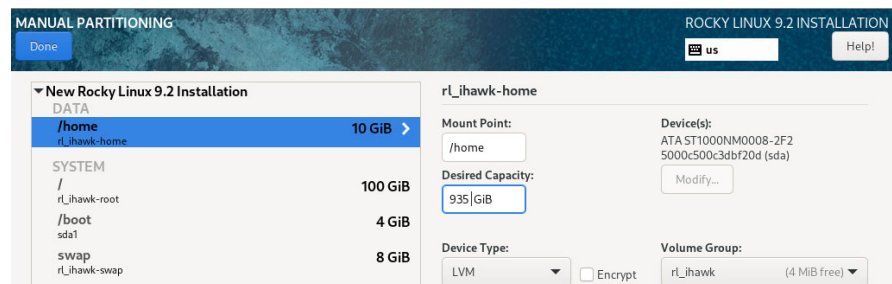 MANUAL PARTITIONING
ROCKY LINUX 9.2 INSTALLATION
Done
us
Help!
New Rocky Linux 9.2 Installation
DATA
/home
10 GiB
rl_ihawk-home
SYSTEM
/
100 GiB
rl_ihawk-root
/boot
4 GiB
sda1
swap
8 GiB
rl_ihawk-swap
rl_ihawk-home
Mount Point:
/home
Desired Capacity:
935 GiB
Device(s):
ATA ST1000NM0008-2F2
5000c500c3dbf20d (sda)
Modify...
Device Type:
LVM
Encrypt
Volume Group:
rl_ihawk
(4 MiB free)